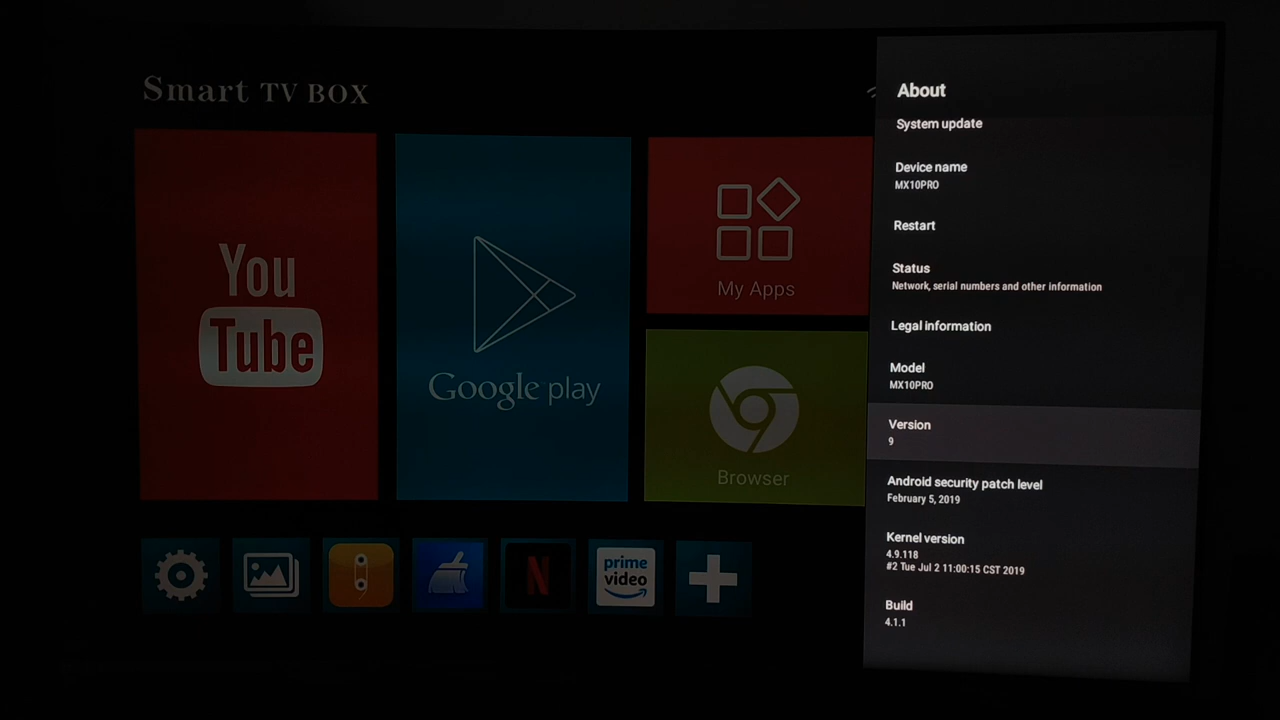 Smart TV BOX
You
Tube
Google play
My Apps
Browser
N
prime
video
About
System update
Device name
MX10PRO
Restart
Status
Network, serial numbers and other information
Legal information
Model
MX10PRO
Version
9
Android security patch level
February 5, 2019
Kernel version
4.9.118
#2 Tue Jul 2 11:00:15 CST 2019
Build
4.1.1